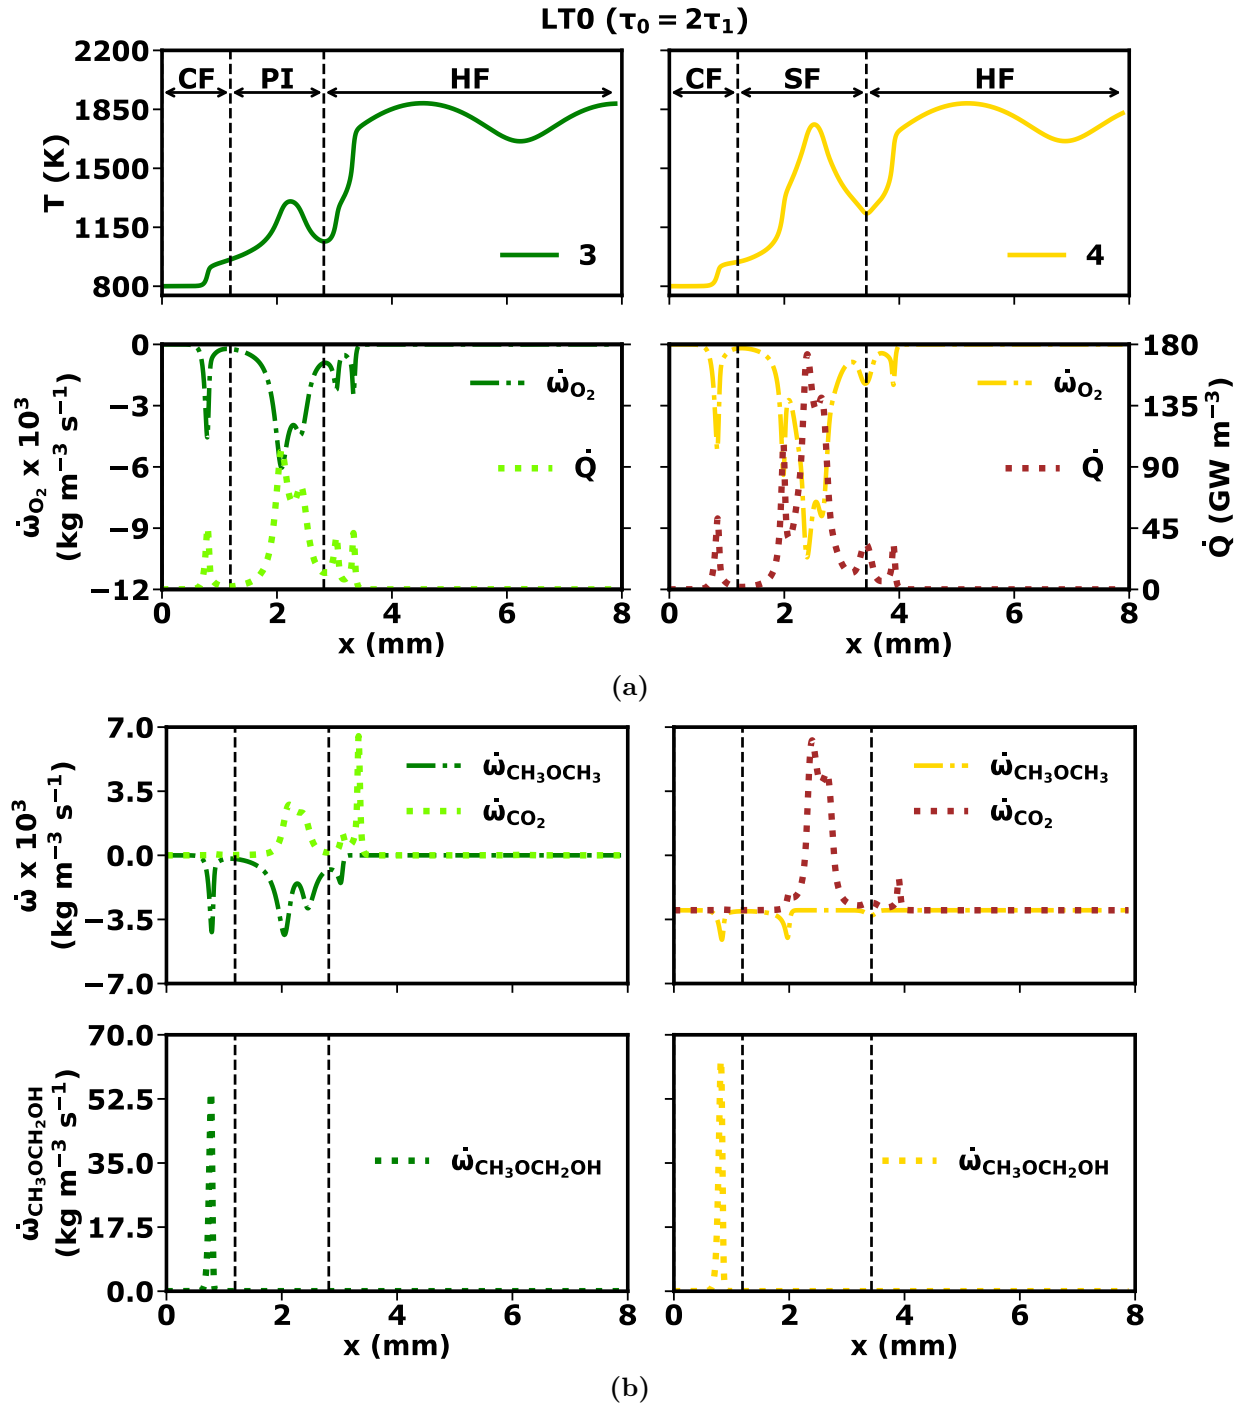 LT0 (τ₀ = 2τ₁)
2200
1850
1500
1150
800
T (K)
CF
PI
HF
3
CF
SF
HF
4
0
−3
−6
−9
−12
ω̇O₂ x 10³
(kg m⁻³ s⁻¹)
ω̇O₂
Q̇
0 2 4 6 8
x (mm)
ω̇O₂
Q̇
180
135
90
45
0
Q̇ (GW m⁻³)
0 2 4 6 8
x (mm)
(a)
7.0
3.5
0.0
−3.5
−7.0
ω̇ x 10³
(kg m⁻³ s⁻¹)
ω̇CH₃OCH₃
ω̇CO₂
ω̇CH₃OCH₃
ω̇CO₂
70.0
52.5
35.0
17.5
0.0
ω̇CH₃OCH₂OH
(kg m⁻³ s⁻¹)
ω̇CH₃OCH₂OH
0 2 4 6 8
x (mm)
ω̇CH₃OCH₂OH
0 2 4 6 8
x (mm)
(b)